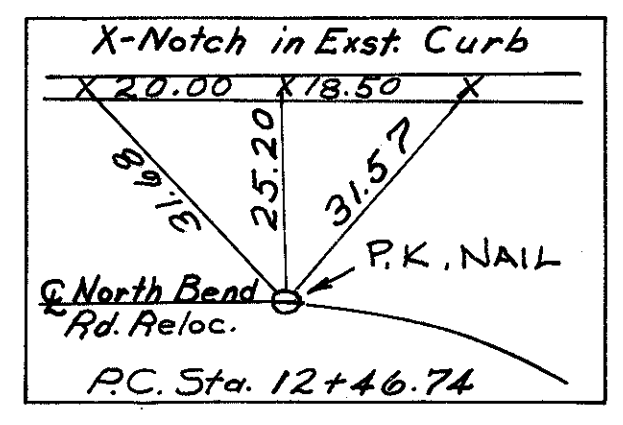 X-Notch in Exst. Curb
X 20.00 X 18.50 X
31.68
25.20
31.57
P.K. NAIL
℄ North Bend
Rd. Reloc.
P.C. Sta. 12+46.74